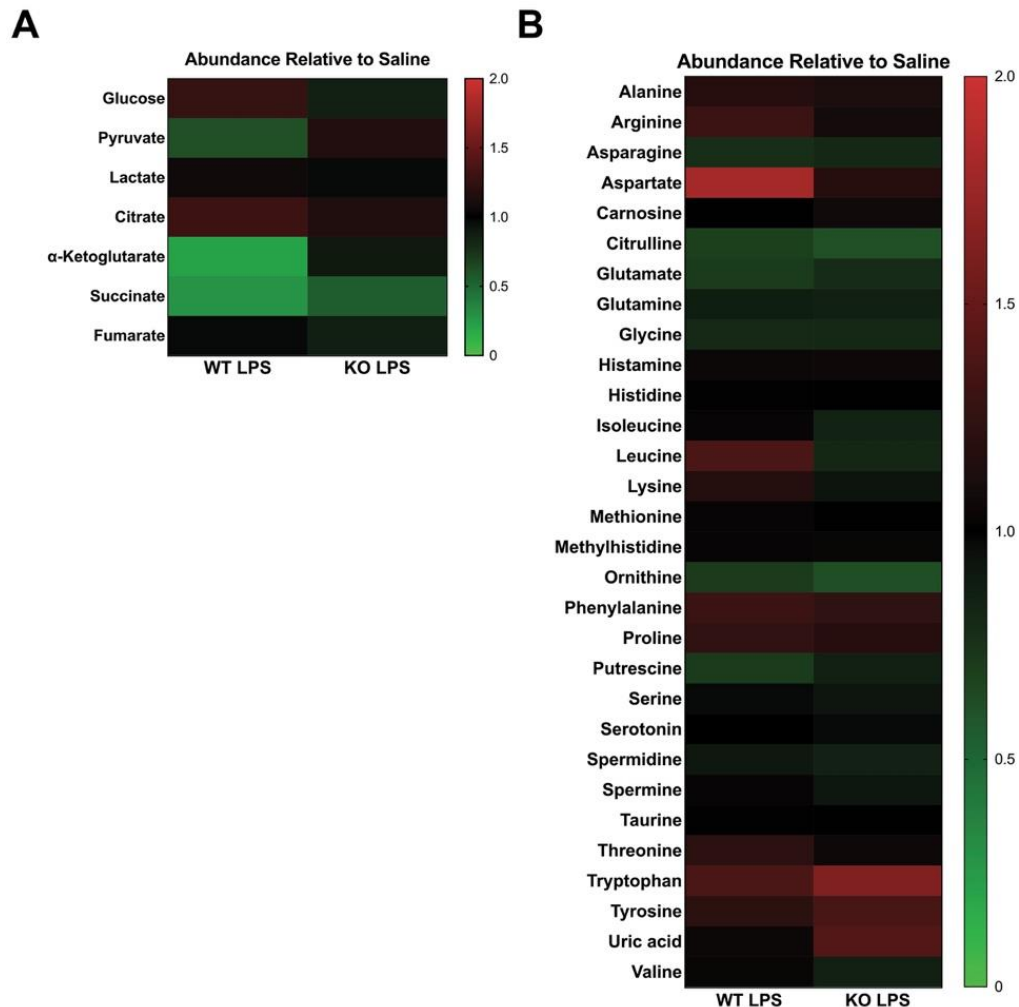 A
Abundance Relative to Saline
Glucose
Pyruvate
Lactate
Citrate
α-Ketoglutarate
Succinate
Fumarate
WT LPS KO LPS
2.0
1.5
1.0
0.5
0
B
Abundance Relative to Saline
Alanine
Arginine
Asparagine
Aspartate
Carnosine
Citrulline
Glutamate
Glutamine
Glycine
Histamine
Histidine
Isoleucine
Leucine
Lysine
Methionine
Methylhistidine
Ornithine
Phenylalanine
Proline
Putrescine
Serine
Serotonin
Spermidine
Spermine
Taurine
Threonine
Tryptophan
Tyrosine
Uric acid
Valine
WT LPS KO LPS
2.0
1.5
1.0
0.5
0